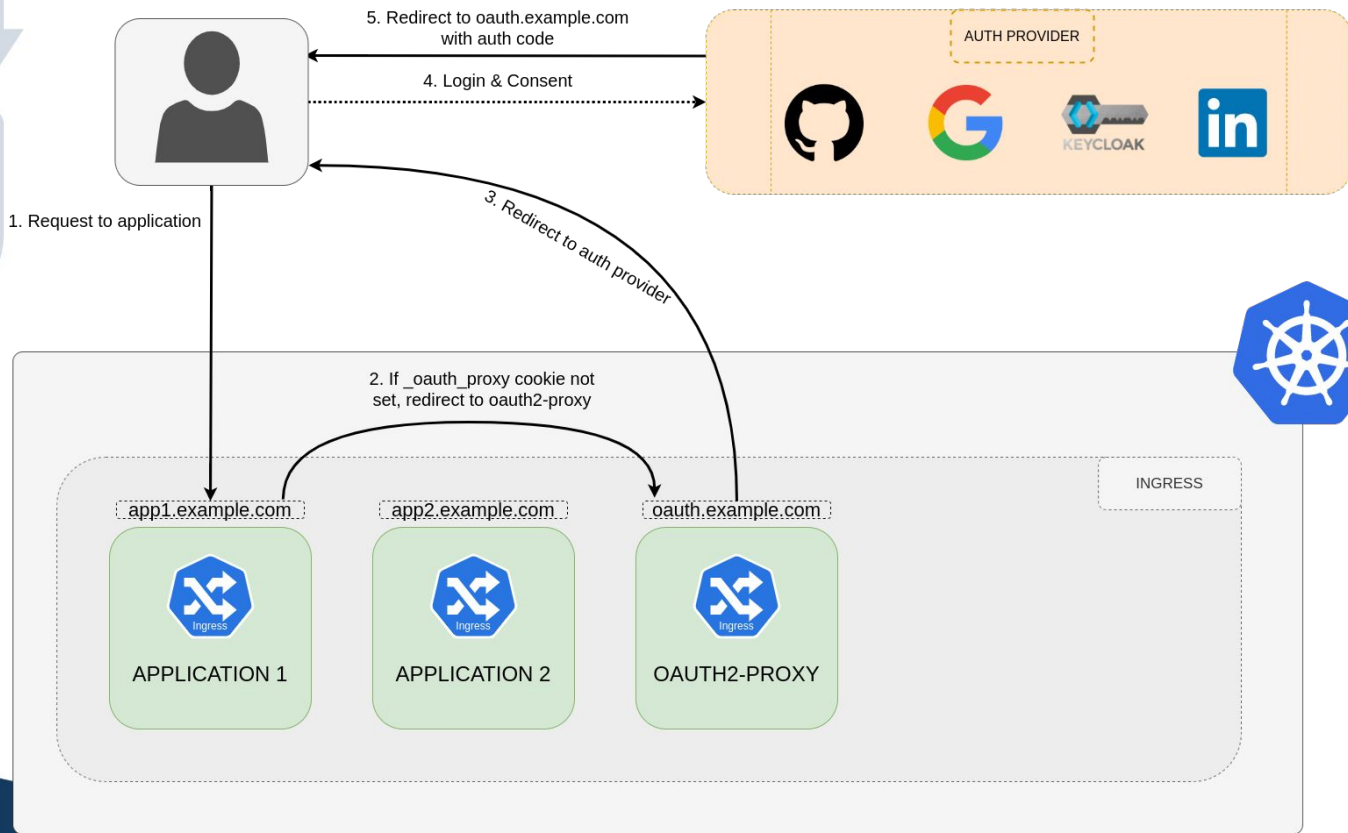 5. Redirect to oauth.example.com
with auth code
AUTH PROVIDER
4. Login & Consent
KEYCLOAK
in
1. Request to application
3. Redirect to auth provider
2. If _oauth_proxy cookie not
set, redirect to oauth2-proxy
INGRESS
app1.example.com
app2.example.com
oauth.example.com
Ingress
Ingress
Ingress
APPLICATION 1
APPLICATION 2
OAUTH2-PROXY